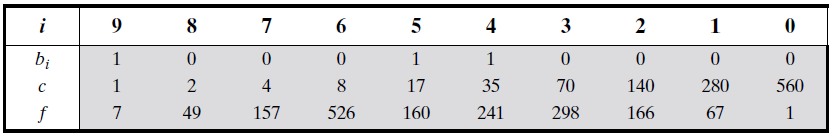 i 9 8 7 6 5 4 3 2 1 0
bi 1 0 0 0 1 1 0 0 0 0
c 1 2 4 8 17 35 70 140 280 560
f 7 49 157 526 160 241 298 166 67 1